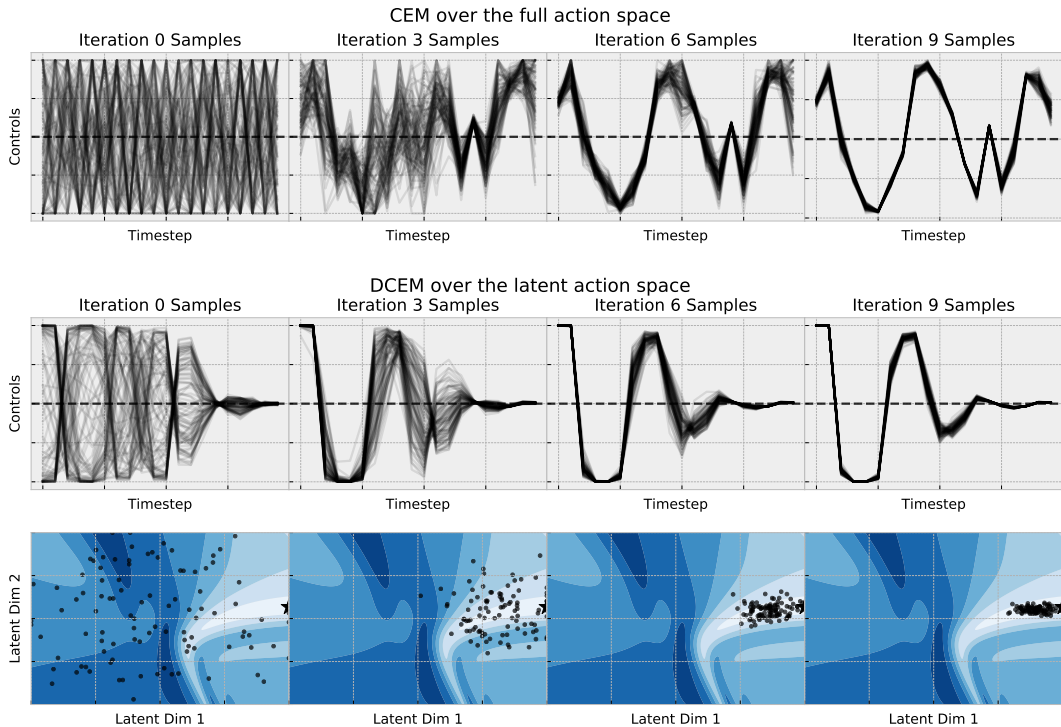 CEM over the full action space
Iteration 0 Samples
Iteration 3 Samples
Iteration 6 Samples
Iteration 9 Samples
Controls
Timestep
Timestep
Timestep
Timestep
DCEM over the latent action space
Iteration 0 Samples
Iteration 3 Samples
Iteration 6 Samples
Iteration 9 Samples
Controls
Timestep
Timestep
Timestep
Timestep
Latent Dim 2
Latent Dim 1
Latent Dim 1
Latent Dim 1
Latent Dim 1